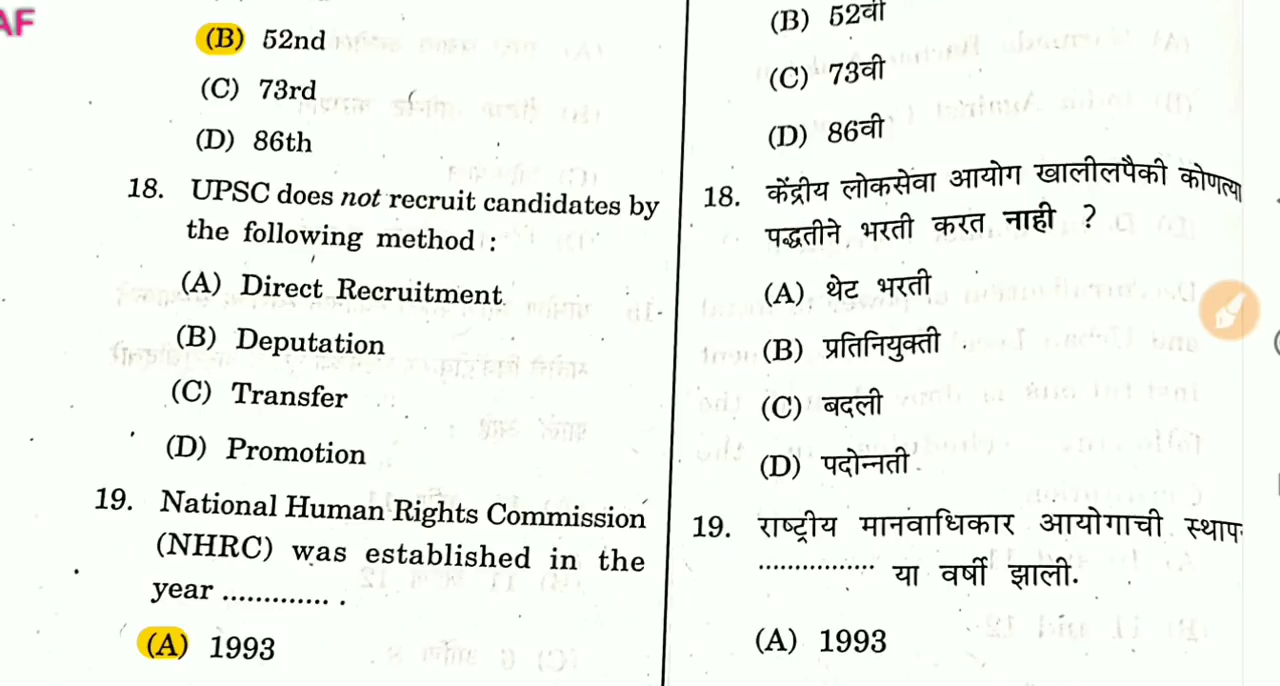 AF
(B) 52nd
(C) 73rd
(D) 86th
18. UPSC does not recruit candidates by
the following method :
(A) Direct Recruitment
(B) Deputation
(C) Transfer
(D) Promotion
19. National Human Rights Commission
(NHRC) was established in the
year ............. .
(A) 1993
(B) 52वी
(C) 73वी
(D) 86वी
18. केंद्रीय लोकसेवा आयोग खालीलपैकी कोणत्या
पद्धतीने भरती करत नाही ?
(A) थेट भरती
(B) प्रतिनियुक्ती
(C) बदली
(D) पदोन्नती
19. राष्ट्रीय मानवाधिकार आयोगाची
................ या वर्षी झाली.
(A) 1993